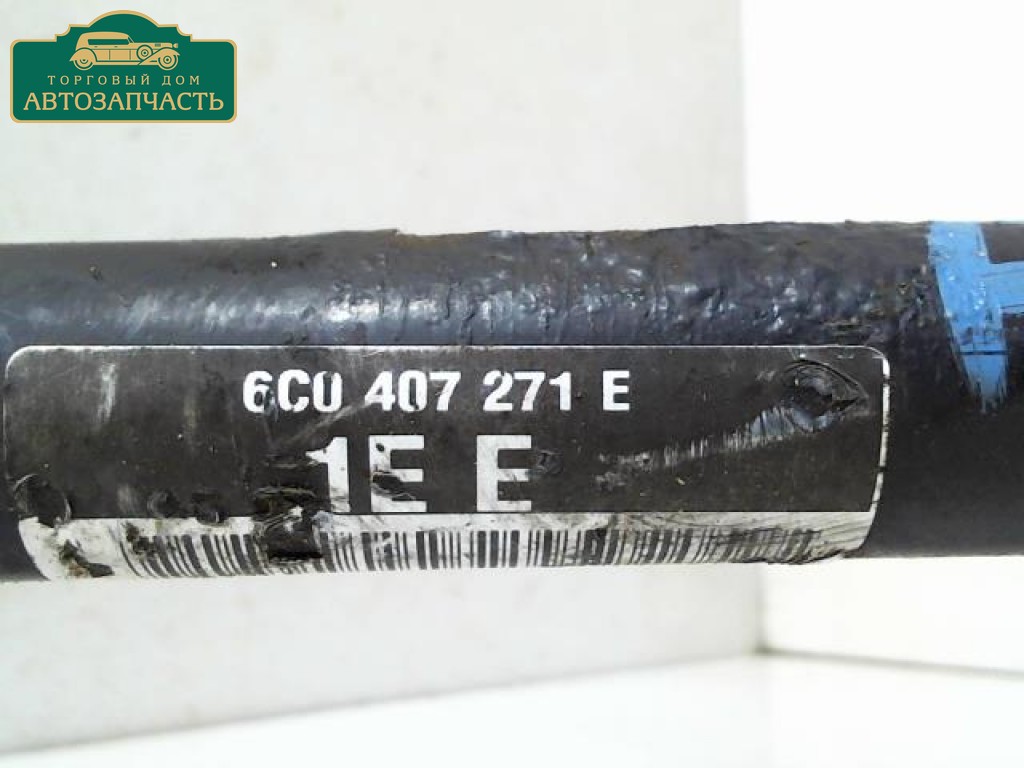 ТОРГОВЫЙ ДОМ
АВТОЗАПЧАСТЬ
6C0 407 271 E
1E E